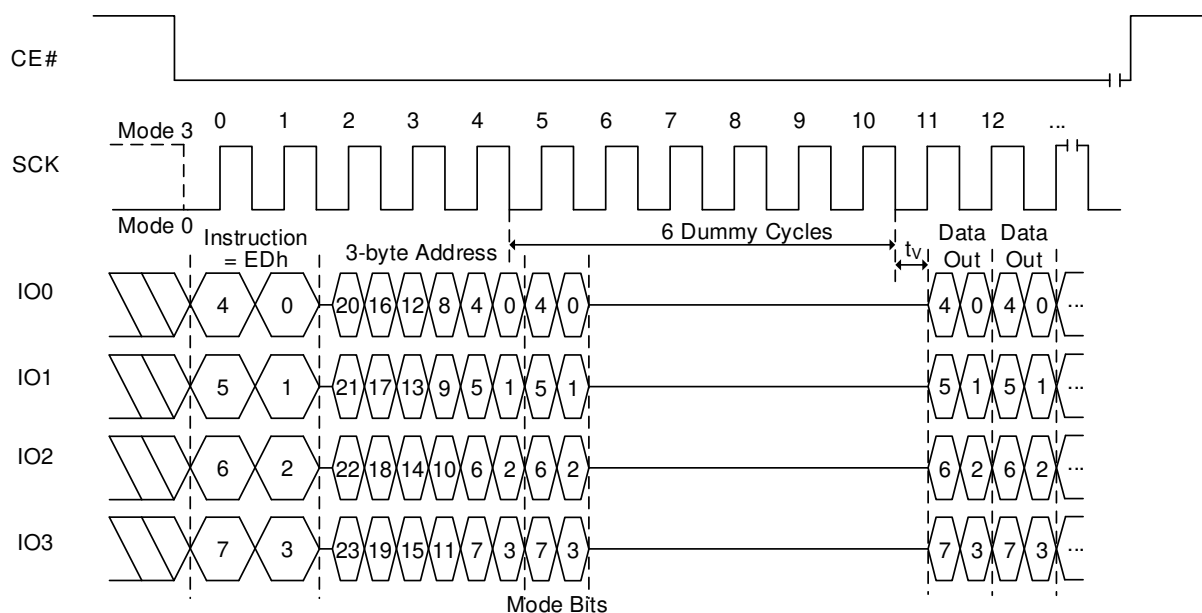 CE#
Mode 3 0 1 2 3 4 5 6 7 8 9 10 11 12 ...
SCK
Mode 0
Instruction = EDh
3-byte Address
6 Dummy Cycles
tV
Data Out
Data Out
IO0 4 0 20 16 12 8 4 0 4 0 4 0 4 0 ...
IO1 5 1 21 17 13 9 5 1 5 1 5 1 5 1 ...
IO2 6 2 22 18 14 10 6 2 6 2 6 2 6 2 ...
IO3 7 3 23 19 15 11 7 3 7 3 7 3 7 3 ...
Mode Bits